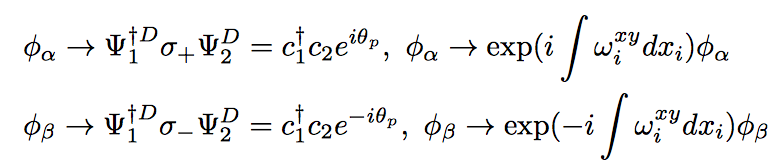 ϕ_α → Ψ_1^{†D} σ_+ Ψ_2^D = c_1^† c_2 e^{iθ_p}, ϕ_α → exp(i ∫ ω_i^{xy} dx_i)ϕ_α
ϕ_β → Ψ_1^{†D} σ_− Ψ_2^D = c_1^† c_2 e^{−iθ_p}, ϕ_β → exp(−i ∫ ω_i^{xy} dx_i)ϕ_β